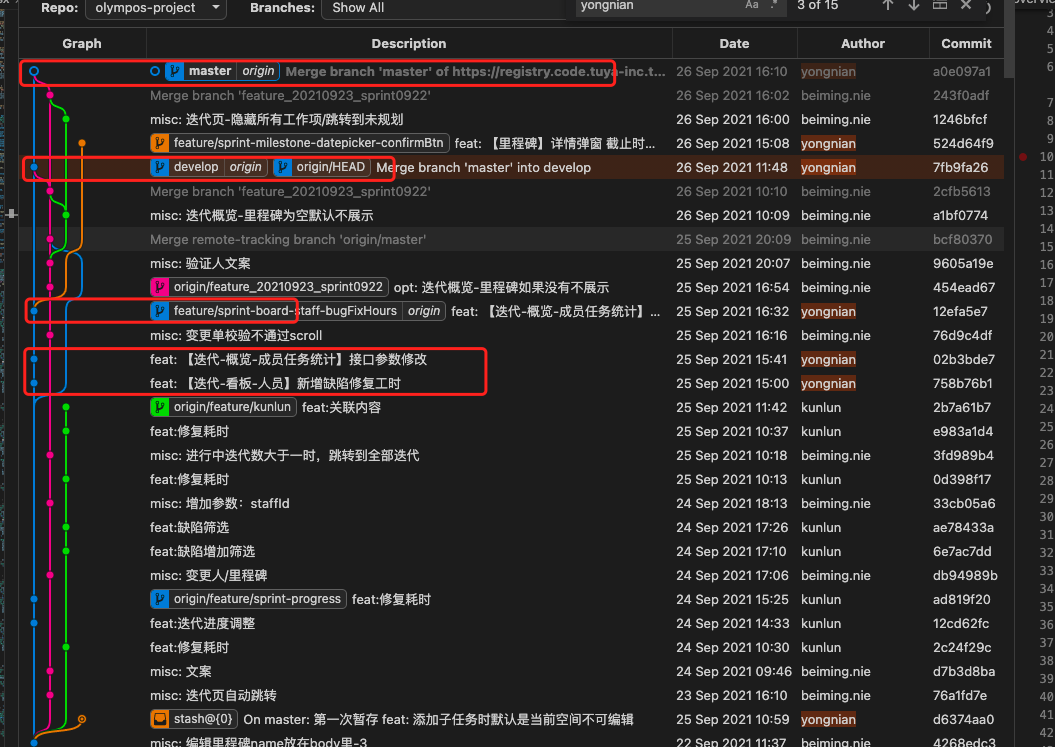 Repo: olympos-project Branches: Show All yongnian Aa .* 3 of 15
Graph Description Date Author Commit
master origin Merge branch 'master' of https://registry.code.tuya-inc.t... 26 Sep 2021 16:10 yongnian a0e097a1
Merge branch 'feature_20210923_sprint0922' 26 Sep 2021 16:02 beiming.nie 243f0adf
misc: 迭代页-隐藏所有工作项/跳转到未规划 26 Sep 2021 16:00 beiming.nie 1246bfcf
feature/sprint-milestone-datepicker-confirmBtn feat: 【里程碑】详情弹窗 截止时... 26 Sep 2021 15:08 yongnian 524d64f9
develop origin origin/HEAD Merge branch 'master' into develop 26 Sep 2021 11:48 yongnian 7fb9fa26
Merge branch 'feature_20210923_sprint0922' 26 Sep 2021 10:10 beiming.nie 2cfb5613
misc: 迭代概览-里程碑为空默认不展示 26 Sep 2021 10:09 beiming.nie a1bf0774
Merge remote-tracking branch 'origin/master' 25 Sep 2021 20:09 beiming.nie bcf80370
misc: 验证人文案 25 Sep 2021 20:07 beiming.nie 9605a19e
origin/feature_20210923_sprint0922 opt: 迭代概览-里程碑如果没有不展示 25 Sep 2021 16:54 beiming.nie 454ead67
feature/sprint-board-staff-bugFixHours origin feat: 【迭代-概览-成员任务统计】... 25 Sep 2021 16:32 yongnian 12efa5e7
misc: 变更单校验不通过scroll 25 Sep 2021 16:16 beiming.nie 76d9c4df
feat: 【迭代-概览-成员任务统计】接口参数修改 25 Sep 2021 15:41 yongnian 02b3bde7
feat: 【迭代-看板-人员】新增缺陷修复工时 25 Sep 2021 15:00 yongnian 758b76b1
origin/feature/kunlun feat:关联内容 25 Sep 2021 11:42 kunlun 2b7a61b7
feat:修复耗时 25 Sep 2021 10:37 kunlun e983a1d4
misc: 进行中迭代数大于一时，跳转到全部迭代 25 Sep 2021 10:18 beiming.nie 3fd989b4
feat:修复耗时 25 Sep 2021 10:13 kunlun 0d398f17
misc: 增加参数：staffId 24 Sep 2021 18:13 beiming.nie 33cb05a6
feat:缺陷筛选 24 Sep 2021 17:26 kunlun ae78433a
feat:缺陷增加筛选 24 Sep 2021 17:10 kunlun 6e7ac7dd
misc: 变更人/里程碑 24 Sep 2021 17:06 beiming.nie db94989b
origin/feature/sprint-progress feat:修复耗时 24 Sep 2021 15:25 kunlun ad819f20
feat:迭代进度调整 24 Sep 2021 14:33 kunlun 12cd62fc
feat:修复耗时 24 Sep 2021 10:30 kunlun 2c24f29c
misc: 文案 24 Sep 2021 09:46 beiming.nie d7b3d8ba
misc: 迭代页自动跳转 23 Sep 2021 16:10 beiming.nie 76a1fd7e
stash@{0} On master: 第一次暂存 feat: 添加子任务时默认是当前空间不可编辑 25 Sep 2021 10:59 yongnian d6374aa0
misc: 编辑里程碑name放在body里-3 22 Sep 2021 11:37 beiming.nie 4268edc3